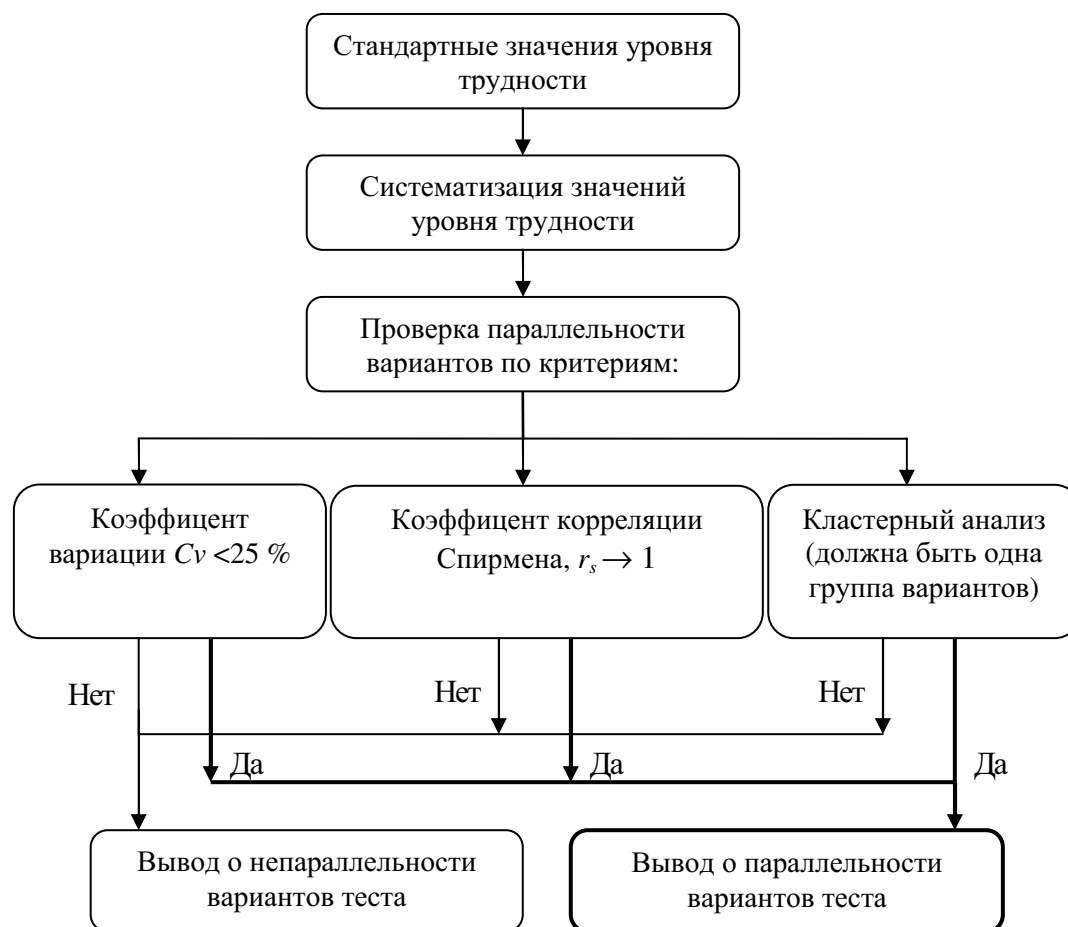 Стандартные значения уровня
трудности
Систематизация значений
уровня трудности
Проверка параллельности
вариантов по критериям:
Коэффицент
вариации Cv <25 %
Коэффицент корреляции
Спирмена, rₛ → 1
Кластерный анализ
(должна быть одна
группа вариантов)
Нет
Нет
Нет
Да
Да
Да
Вывод о непараллельности
вариантов теста
Вывод о параллельности
вариантов теста